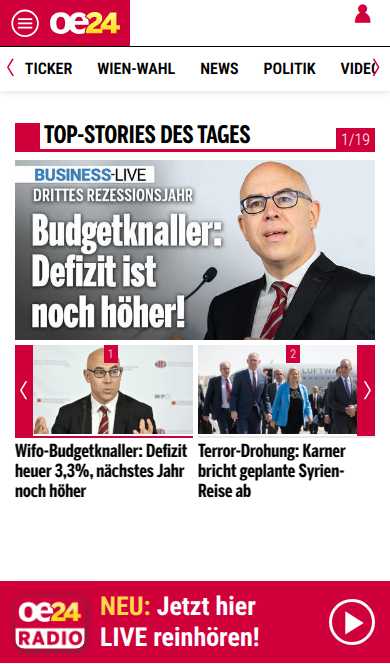 oe24
TICKER WIEN-WAHL NEWS POLITIK VIDEO
TOP-STORIES DES TAGES
1/19
BUSINESS-LIVE
DRITTES REZESSIONSJAHR
Budgetknaller:
Defizit ist
noch höher!
1
2
LUFTW
Wifo-Budgetknaller: Defizit
heuer 3,3%, nächstes Jahr
noch höher
Terror-Drohung: Karner
bricht geplante Syrien-
Reise ab
oe24
RADIO
NEU: Jetzt hier
LIVE reinhören!